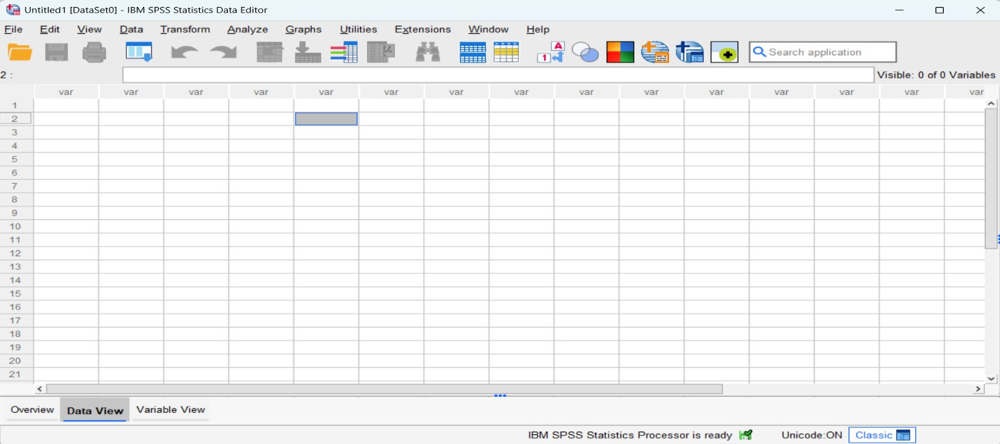 Untitled1 [DataSet0] - IBM SPSS Statistics Data Editor
File Edit View Data Transform Analyze Graphs Utilities Extensions Window Help
A
1 Search application
2 : Visible: 0 of 0 Variables
var var var var var var var var var var var var var var var
1
2
3
4
5
6
7
8
9
10
11
12
13
14
15
16
17
18
19
20
21
Overview Data View Variable View
IBM SPSS Statistics Processor is ready Unicode:ON Classic